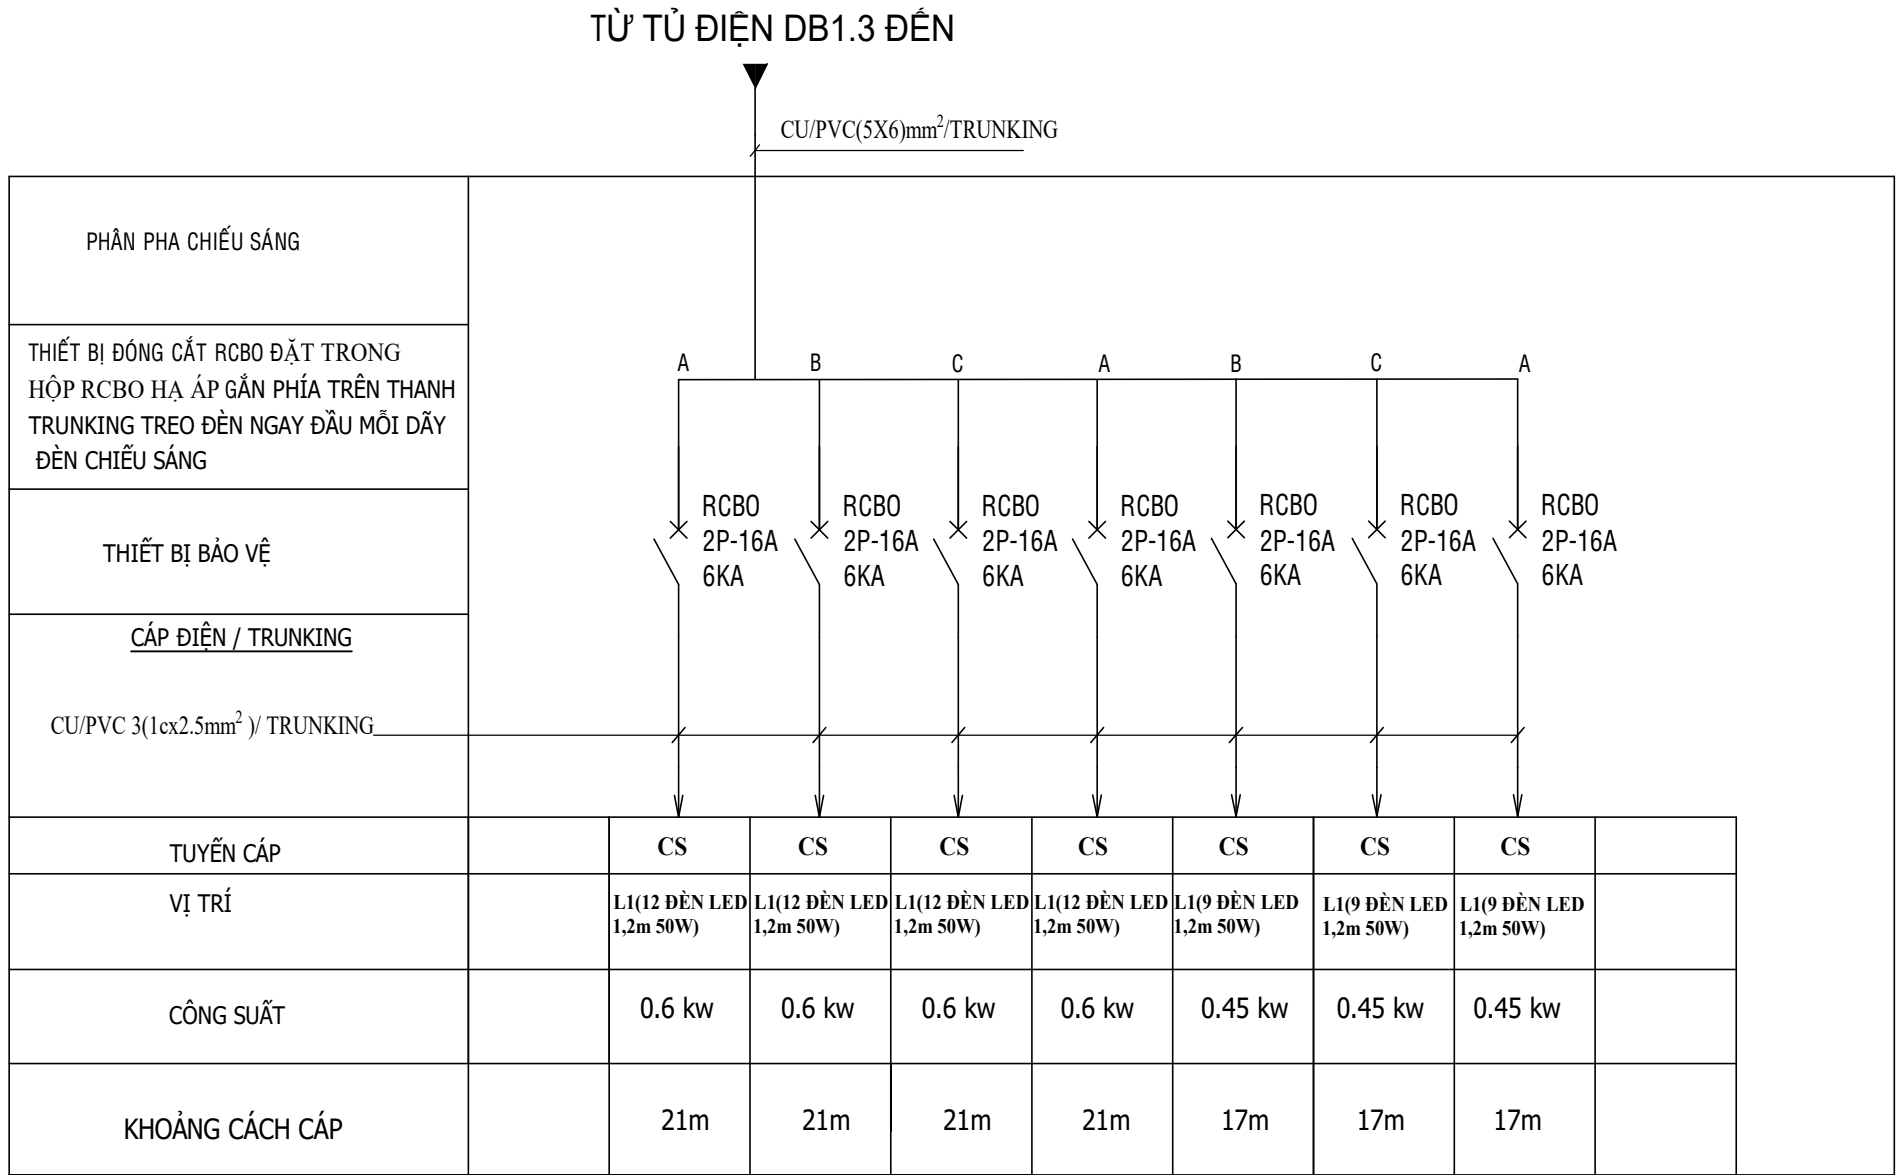 TỪ TỦ ĐIỆN DB1.3 ĐẾN
CU/PVC(5X6)mm²/TRUNKING
PHÂN PHA CHIẾU SÁNG
THIẾT BỊ ĐÓNG CẮT RCBO ĐẶT TRONG
HỘP RCBO HẠ ÁP GẮN PHÍA TRÊN THANH
TRUNKING TREO ĐÈN NGAY ĐẦU MỖI DÃY
ĐÈN CHIẾU SÁNG
A B C A B C A
THIẾT BỊ BẢO VỆ
RCBO RCBO RCBO RCBO RCBO RCBO RCBO
2P-16A 2P-16A 2P-16A 2P-16A 2P-16A 2P-16A 2P-16A
6KA 6KA 6KA 6KA 6KA 6KA 6KA
CÁP ĐIỆN / TRUNKING
CU/PVC 3(1cx2.5mm² )/ TRUNKING
TUYẾN CÁP CS CS CS CS CS CS CS
VỊ TRÍ
L1(12 ĐÈN LED L1(12 ĐÈN LED L1(12 ĐÈN LED L1(12 ĐÈN LED L1(9 ĐÈN LED L1(9 ĐÈN LED L1(9 ĐÈN LED
1,2m 50W) 1,2m 50W) 1,2m 50W) 1,2m 50W) 1,2m 50W) 1,2m 50W) 1,2m 50W)
CÔNG SUẤT 0.6 kw 0.6 kw 0.6 kw 0.6 kw 0.45 kw 0.45 kw 0.45 kw
KHOẢNG CÁCH CÁP 21m 21m 21m 21m 17m 17m 17m